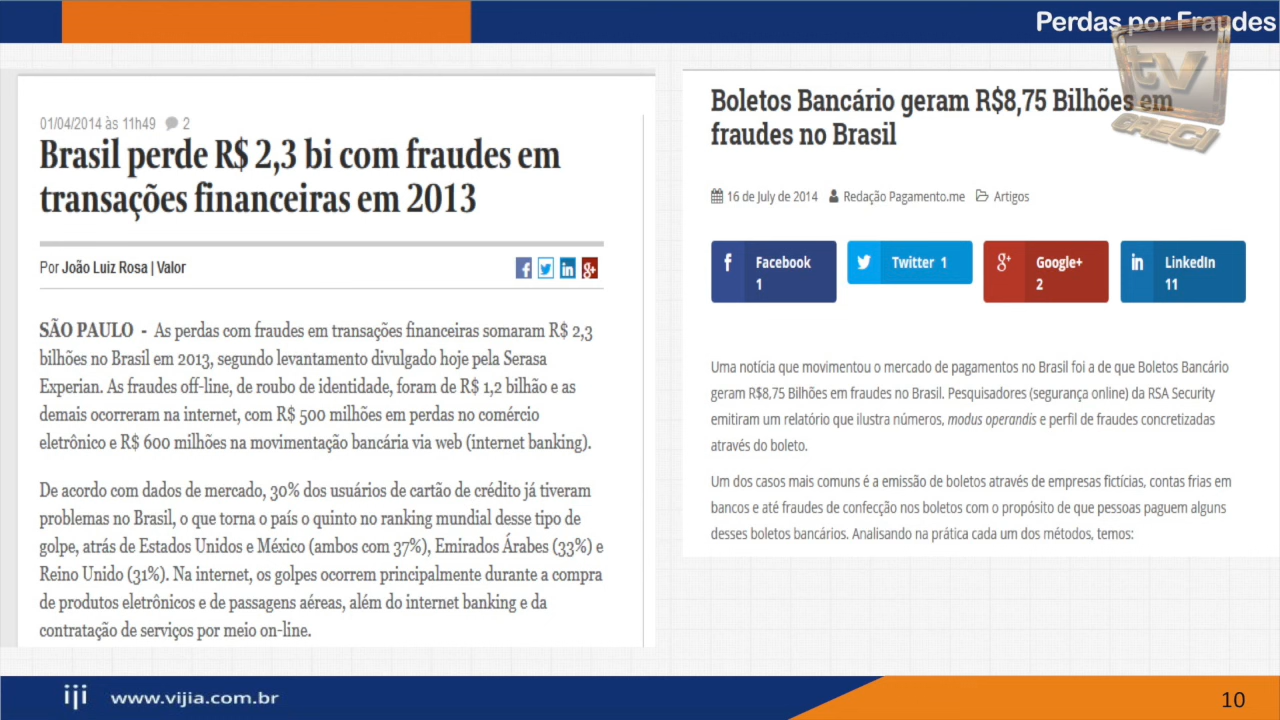 Perdas por Fraudes
tv
CRECI
01/04/2014 às 11h49 2
Brasil perde R$ 2,3 bi com fraudes em
transações financeiras em 2013
Por João Luiz Rosa | Valor
SÃO PAULO - As perdas com fraudes em transações financeiras somaram R$ 2,3
bilhões no Brasil em 2013, segundo levantamento divulgado hoje pela Serasa
Experian. As fraudes off-line, de roubo de identidade, foram de R$ 1,2 bilhão e as
demais ocorreram na internet, com R$ 500 milhões em perdas no comércio
eletrônico e R$ 600 milhões na movimentação bancária via web (internet banking).
De acordo com dados de mercado, 30% dos usuários de cartão de crédito já tiveram
problemas no Brasil, o que torna o país o quinto no ranking mundial desse tipo de
golpe, atrás de Estados Unidos e México (ambos com 37%), Emirados Árabes (33%) e
Reino Unido (31%). Na internet, os golpes ocorrem principalmente durante a compra
de produtos eletrônicos e de passagens aéreas, além do internet banking e da
contratação de serviços por meio on-line.
Boletos Bancário geram R$8,75 Bilhões em
fraudes no Brasil
16 de July de 2014 Redação Pagamento.me Artigos
Facebook
1
Twitter 1
Google+
2
LinkedIn
11
Uma notícia que movimentou o mercado de pagamentos no Brasil foi a de que Boletos Bancário
geram R$8,75 Bilhões em fraudes no Brasil. Pesquisadores (segurança online) da RSA Security
emitiram um relatório que ilustra números, modus operandis e perfil de fraudes concretizadas
através do boleto.
Um dos casos mais comuns é a emissão de boletos através de empresas fictícias, contas frias em
bancos e até fraudes de confecção nos boletos com o propósito de que pessoas paguem alguns
desses boletos bancários. Analisando na prática cada um dos métodos, temos:
iji www.vijia.com.br
10